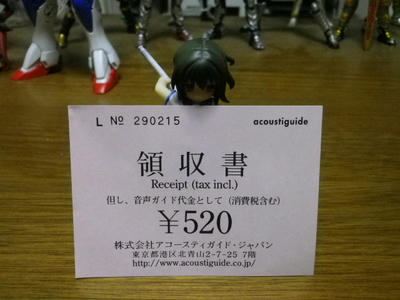 L № 290215 acoustiguide
領収書
Receipt (tax incl.)
但し、音声ガイド代金として（消費税含む）
¥520
株式会社アコースティガイド・ジャパン
東京都港区北青山2-7-25 7階
http://www.acoustiguide.co.jp/